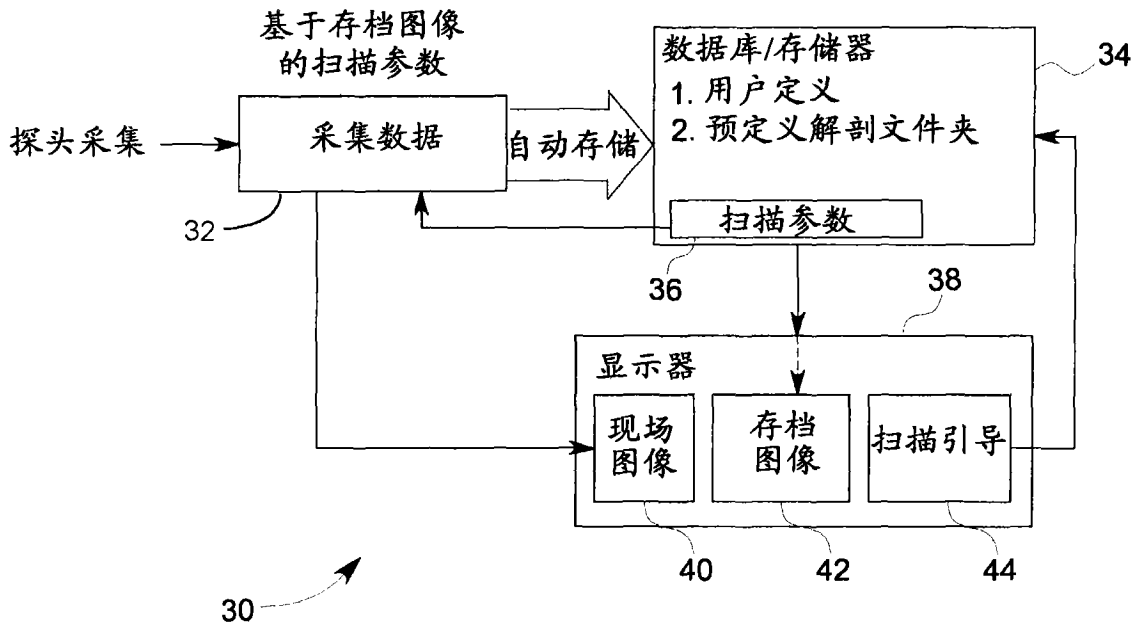 基于存档图像
的扫描参数
数据库/存储器
34
1. 用户定义
2. 预定义解剖文件夹
探头采集
采集数据
自动存储
32
扫描参数
36
38
显示器
现场
图像
存档
图像
扫描引导
40
42
44
30